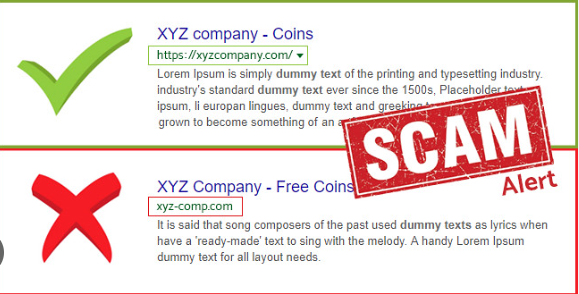 XYZ company - Coins
https://xyzcompany.com/
Lorem Ipsum is simply dummy text of the printing and typesetting industry.
industry's standard dummy text ever since the 1500s, Placeholder text
ipsum, li europan lingues, dummy text and greeking
grown to become something of an
SCAM
Alert
XYZ Company - Free Coins
xyz-comp.com
It is said that song composers of the past used dummy texts as lyrics when
have a 'ready-made' text to sing with the melody. A handy Lorem Ipsum
dummy text for all layout needs.